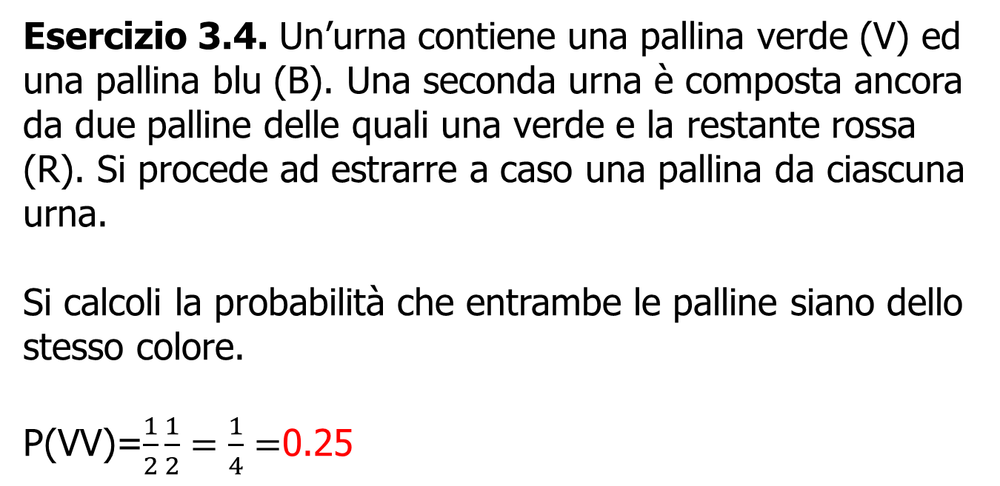 Esercizio 3.4. Un’urna contiene una pallina verde (V) ed
una pallina blu (B). Una seconda urna è composta ancora
da due palline delle quali una verde e la restante rossa
(R). Si procede ad estrarre a caso una pallina da ciascuna
urna.
Si calcoli la probabilità che entrambe le palline siano dello
stesso colore.
P(VV)=1/2 1/2 = 1/4 =0.25